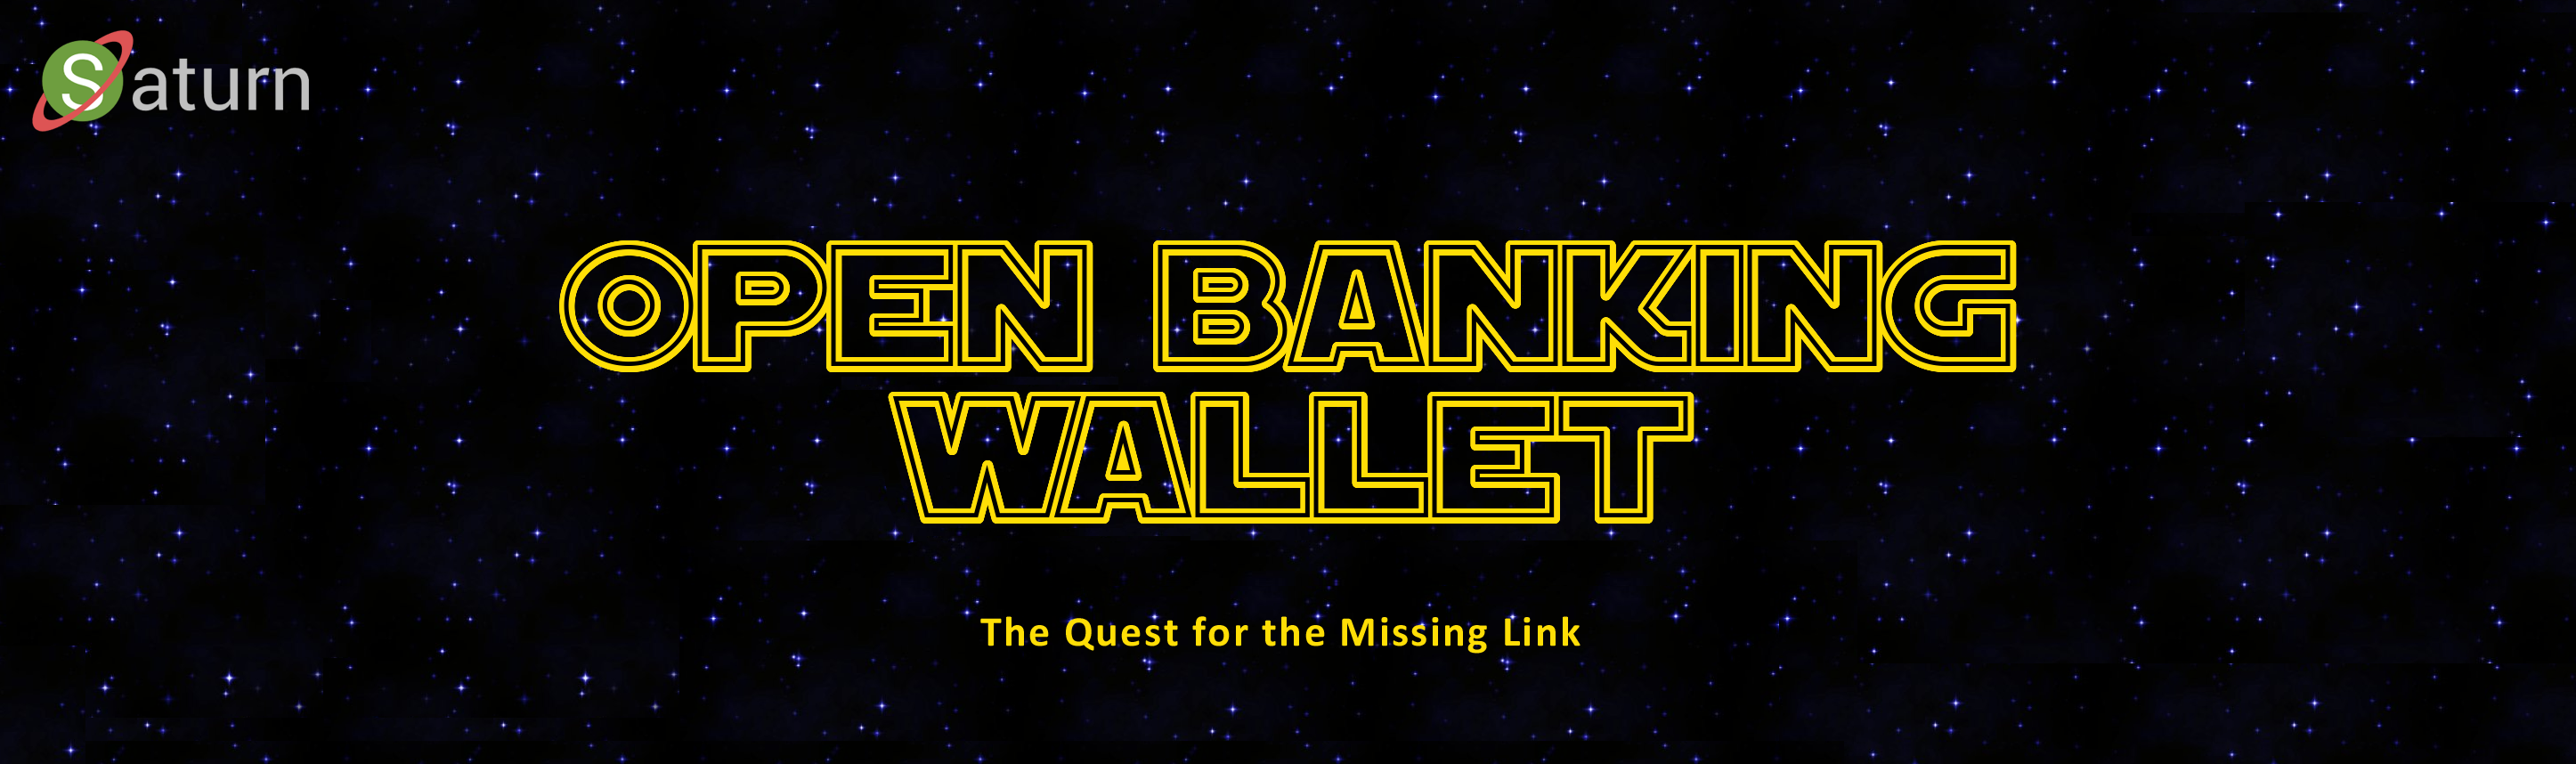 Saturn
OPEN BANKING
WALLET
The Quest for the Missing Link